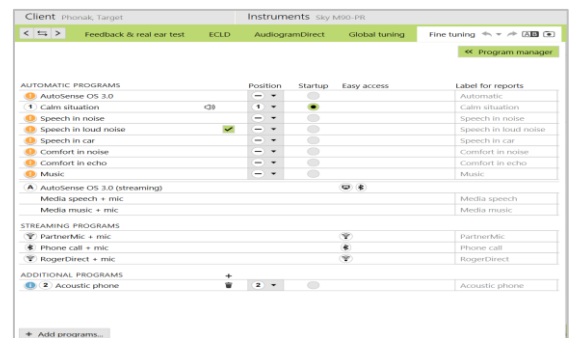 Client Phonak, Target Instruments Sky M90-PR
Feedback & real ear test ECLD AudiogramDirect Global tuning Fine tuning AB
Program manager
AUTOMATIC PROGRAMS Position Startup Easy access Label for reports
AutoSense OS 3.0 Automatic
1 Calm situation 1 Calm situation
Speech in noise Speech in noise
Speech in loud noise Speech in loud noise
Speech in car Speech in car
Comfort in noise Comfort in noise
Comfort in echo Comfort in echo
Music Music
A AutoSense OS 3.0 (streaming)
Media speech + mic Media speech
Media music + mic Media music
STREAMING PROGRAMS
PartnerMic + mic PartnerMic
Phone call + mic Phone call
RogerDirect + mic RogerDirect
ADDITIONAL PROGRAMS +
2 Acoustic phone 2 Acoustic phone
+ Add programs...